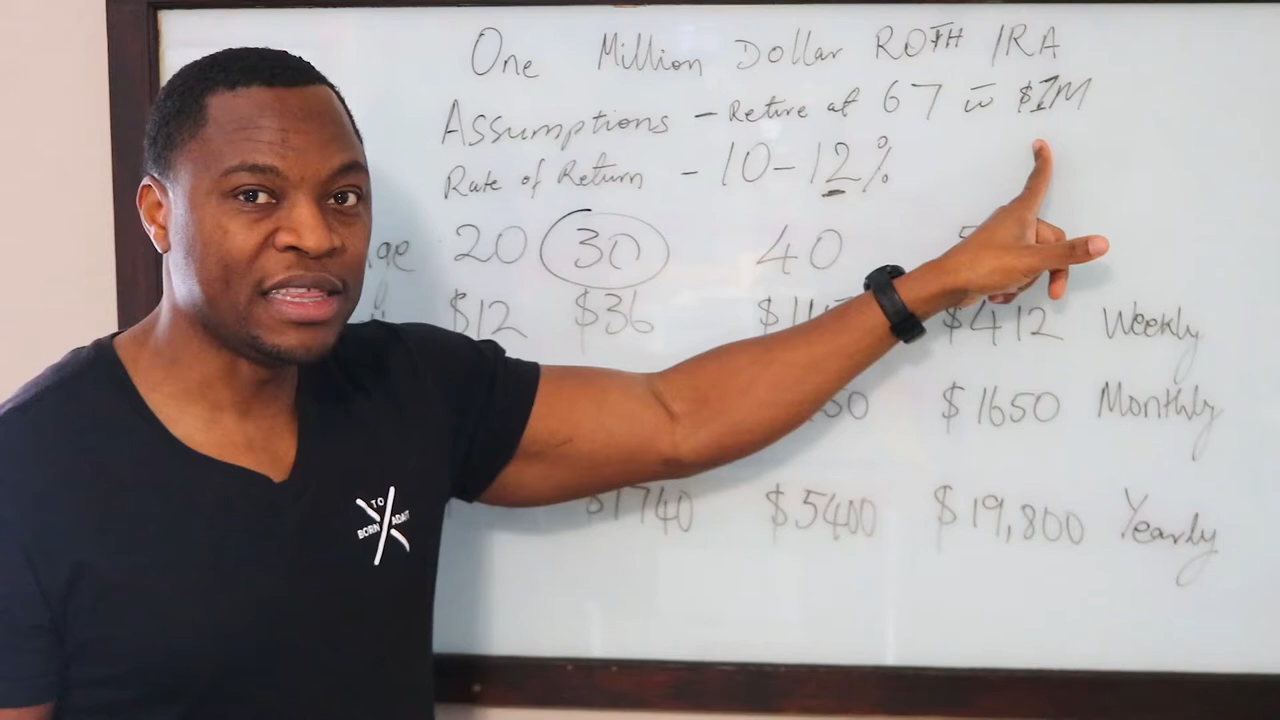 One Million Dollar ROTH IRA
Assumptions - Retire at 67 w $1M
Rate of Return - 10-12%
20 30 40
$12 $36 $412 Weekly
$1650 Monthly
$1740 $5400 $19,800 Yearly
BORN TO ADAPT